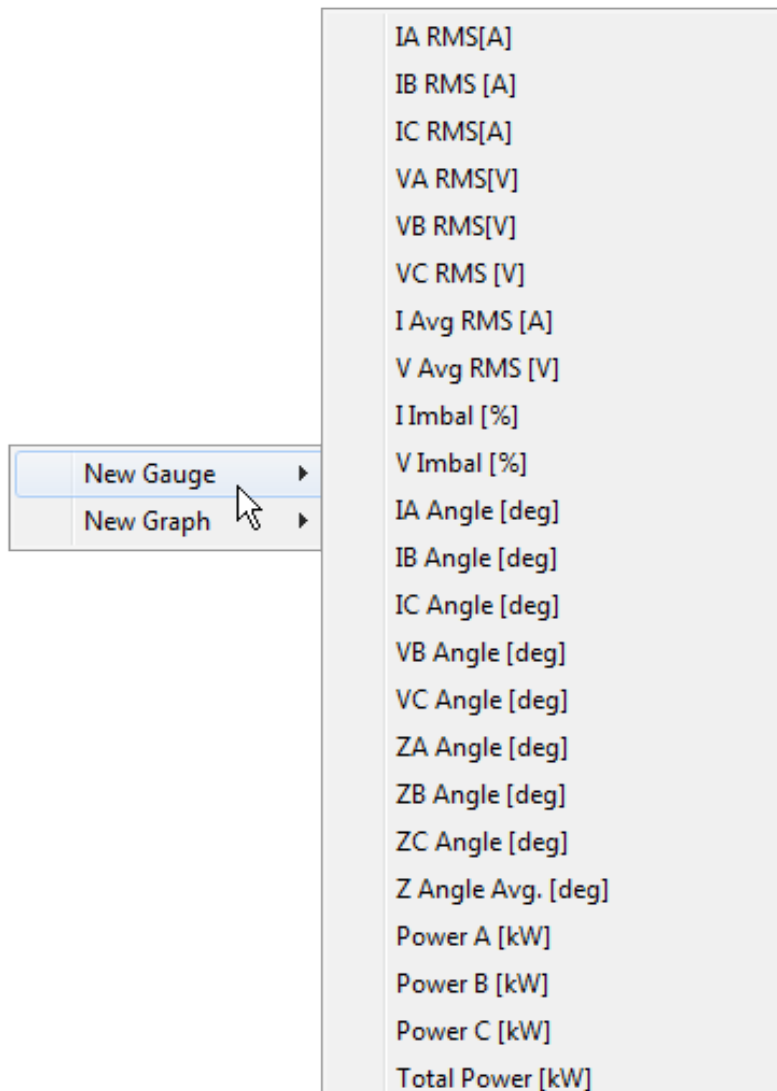 New Gauge
New Graph
IA RMS[A]
IB RMS [A]
IC RMS[A]
VA RMS[V]
VB RMS[V]
VC RMS [V]
I Avg RMS [A]
V Avg RMS [V]
I Imbal [%]
V Imbal [%]
IA Angle [deg]
IB Angle [deg]
IC Angle [deg]
VB Angle [deg]
VC Angle [deg]
ZA Angle [deg]
ZB Angle [deg]
ZC Angle [deg]
Z Angle Avg. [deg]
Power A [kW]
Power B [kW]
Power C [kW]
Total Power [kW]